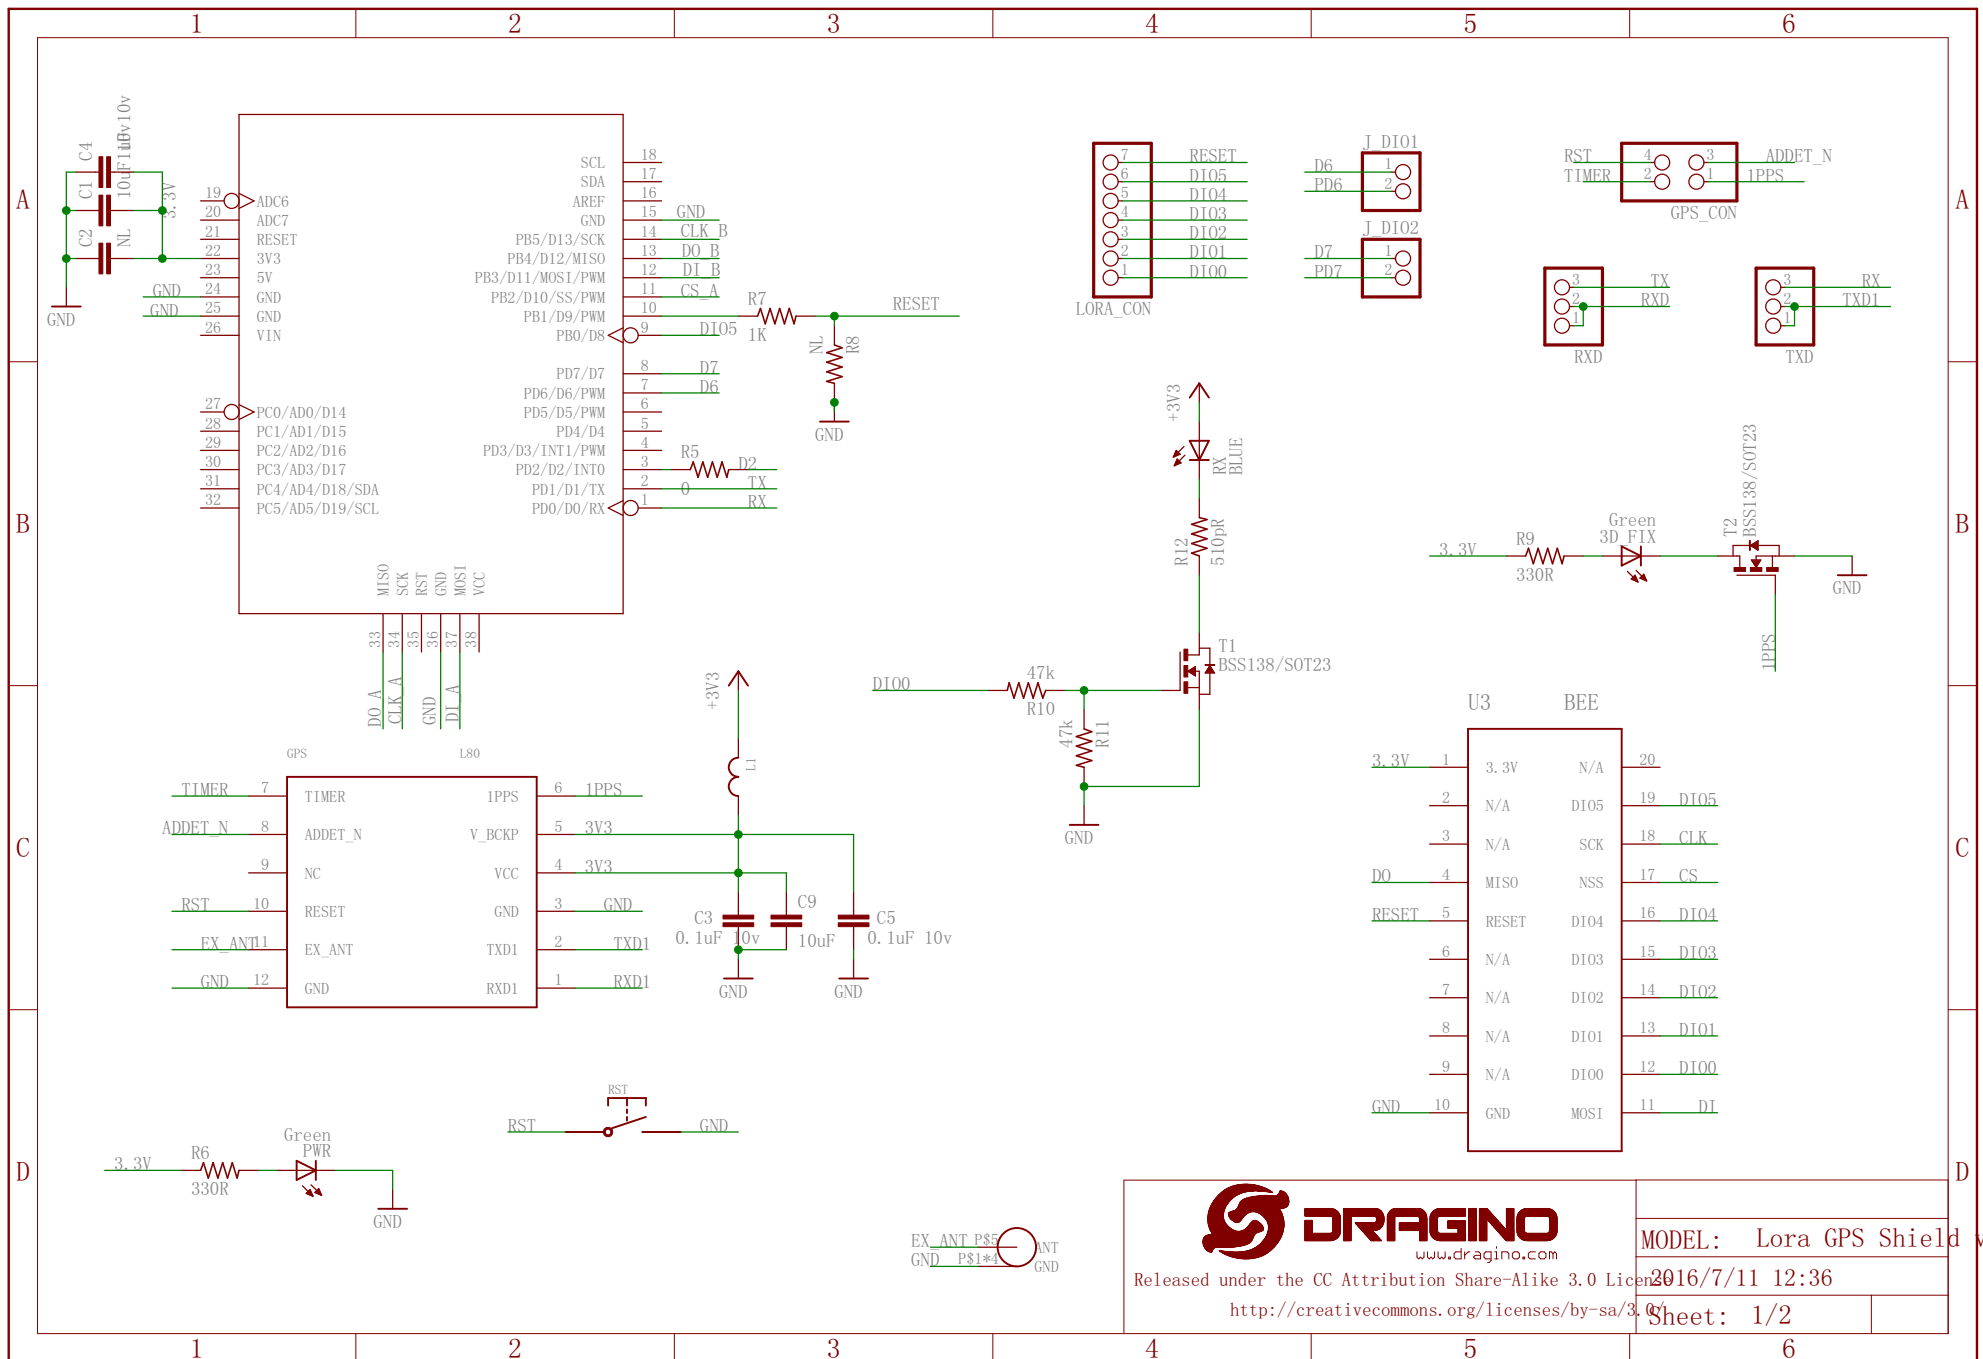 1 2 3 4 5 6
A
B
C
D
A
B
C
D
C4
10uF 10v
C1
C2
NL
3.3V
GND
19 ADC6
20 ADC7
21 RESET
22 3V3
23 5V
GND 24 GND
GND 25 GND
26 VIN
27 PC0/AD0/D14
28 PC1/AD1/D15
29 PC2/AD2/D16
30 PC3/AD3/D17
31 PC4/AD4/D18/SDA
32 PC5/AD5/D19/SCL
SCL 18
SDA 17
AREF 16
GND 15 GND
PB5/D13/SCK 14 CLK_B
PB4/D12/MISO 13 DO_B
PB3/D11/MOSI/PWM 12 DI_B
PB2/D10/SS/PWM 11 CS_A
PB1/D9/PWM 10
PB0/D8 9 DIO5
PD7/D7 8 D7
PD6/D6/PWM 7 D6
PD5/D5/PWM 6
PD4/D4 5
PD3/D3/INT1/PWM 4
PD2/D2/INT0 3
PD1/D1/TX 2 TX
PD0/D0/RX 1 RX
R5
0
D2
R7
1K
RESET
NL
R8
GND
MISO SCK RST GND MOSI VCC
33 34 35 36 37 38
DO_A CLK_A GND DI_A
7 RESET
6 DIO5
5 DIO4
4 DIO3
3 DIO2
2 DIO1
1 DIO0
LORA_CON
J_DIO1
D6 1
PD6 2
J_DIO2
D7 1
PD7 2
RST 4 3 ADDET_N
TIMER 2 1 1PPS
GPS_CON
3 TX
2 RXD
1
RXD
3 RX
2 TXD1
1
TXD
+3V3
RX
BLUE
R12
510pR
T1
BSS138/SOT23
DIO0
47k
R10
47k
R11
GND
3.3V
R9
330R
Green
3D_FIX
T2
BSS138/SOT23
GND
1PPS
GPS L80
TIMER 7 TIMER
ADDET_N 8 ADDET_N
9 NC
RST 10 RESET
EX_ANT 11 EX_ANT
GND 12 GND
1PPS 6 1PPS
V_BCKP 5 3V3
VCC 4 3V3
GND 3 GND
TXD1 2 TXD1
RXD1 1 RXD1
+3V3
L1
C3
0.1uF 10v
C9
10uF
C5
0.1uF 10v
GND
GND
U3 BEE
3.3V 1 3.3V
2 N/A
3 N/A
DO 4 MISO
RESET 5 RESET
6 N/A
7 N/A
8 N/A
9 N/A
GND 10 GND
N/A 20
DIO5 19 DIO5
SCK 18 CLK
NSS 17 CS
DIO4 16 DIO4
DIO3 15 DIO3
DIO2 14 DIO2
DIO1 13 DIO1
DIO0 12 DIO0
MOSI 11 DI
RST
RST GND
3.3V
R6
330R
Green
PWR
GND
EX_ANT P$5 ANT
GND P$1*4 GND
DRAGINO
www.dragino.com
Released under the CC Attribution Share-Alike 3.0 License
http://creativecommons.org/licenses/by-sa/3.0/
MODEL: Lora GPS Shield v
2016/7/11 12:36
Sheet: 1/2
1 2 3 4 5 6